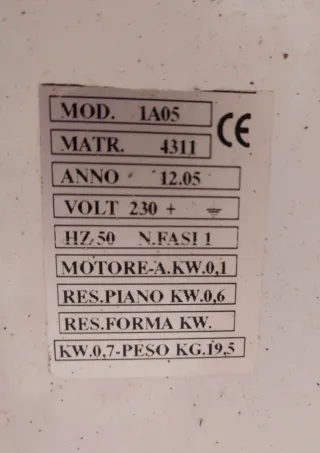 MOD. 1A05
CE
MATR. 4311
ANNO 12.05
VOLT 230 + ⏚
HZ 50 N.FASI 1
MOTORE-A.KW.0,1
RES.PIANO KW.0,6
RES.FORMA KW.
KW.0,7-PESO KG.19,5